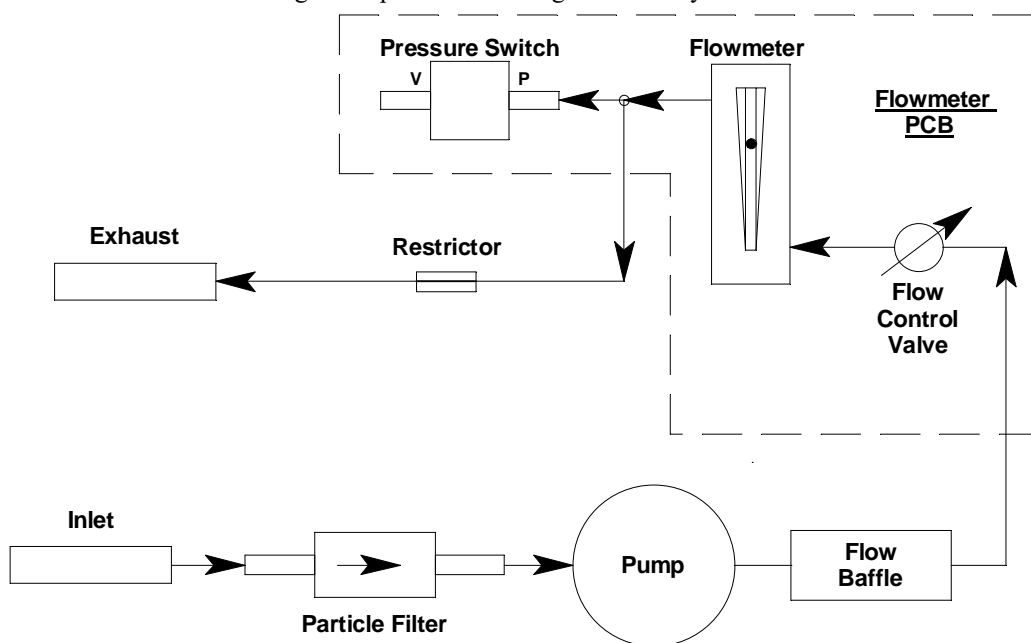 Pressure Switch
V
P
Flowmeter
Flowmeter
PCB
Exhaust
Restrictor
Flow
Control
Valve
Inlet
Particle Filter
Pump
Flow
Baffle